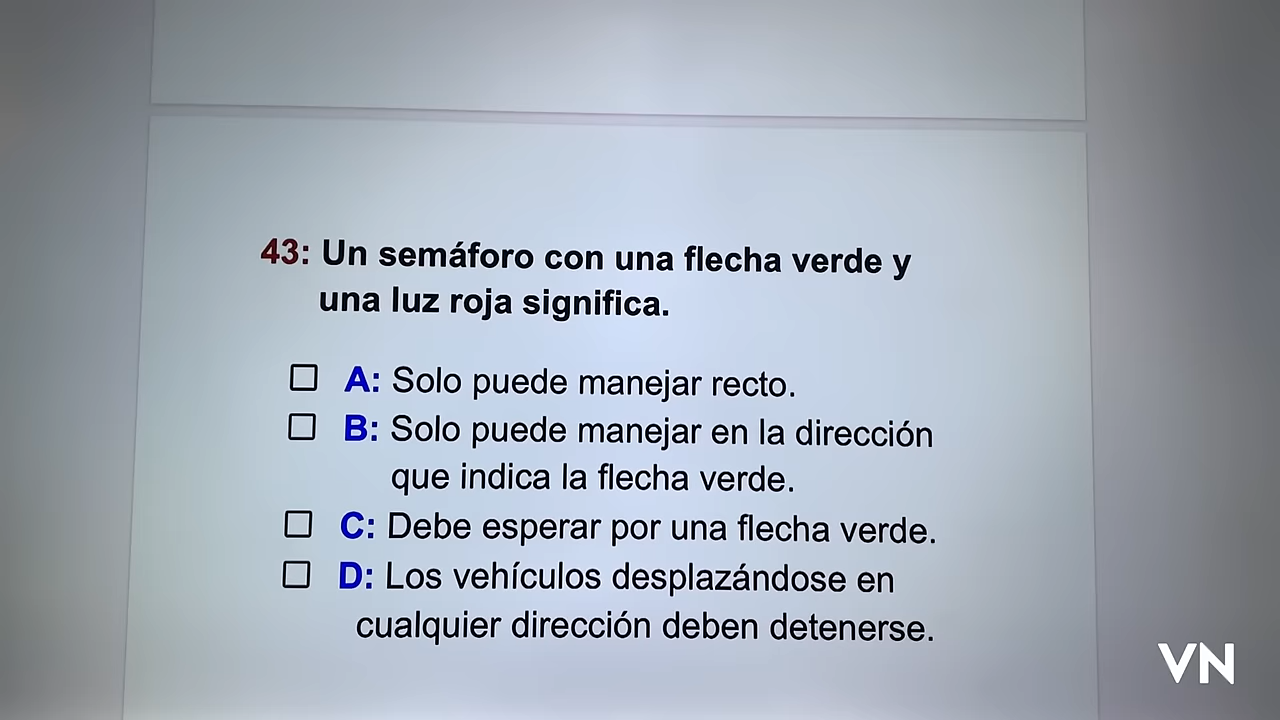 43: Un semáforo con una flecha verde y
una luz roja significa.
A: Solo puede manejar recto.
B: Solo puede manejar en la dirección
que indica la flecha verde.
C: Debe esperar por una flecha verde.
D: Los vehículos desplazándose en
cualquier dirección deben detenerse.
VN